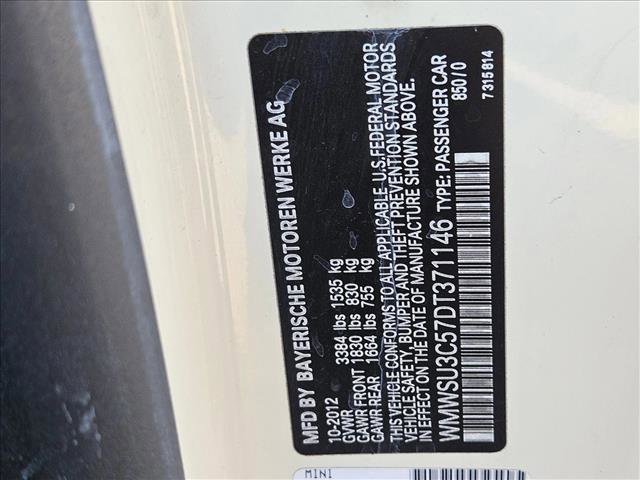 MFD BY BAYERISCHE MOTOREN WERKE AG
10-2012
GVWR 3384 lbs 1535 kg
GAWR FRONT 1830 lbs 830 kg
GAWR REAR 1664 lbs 755 kg
THIS VEHICLE CONFORMS TO ALL APPLICABLE U.S. FEDERAL MOTOR
VEHICLE SAFETY, BUMPER AND THEFT PREVENTION STANDARDS
IN EFFECT ON THE DATE OF MANUFACTURE SHOWN ABOVE.
WMWSU3C57DT371146 TYPE: PASSENGER CAR
850/0
7315814
MINI